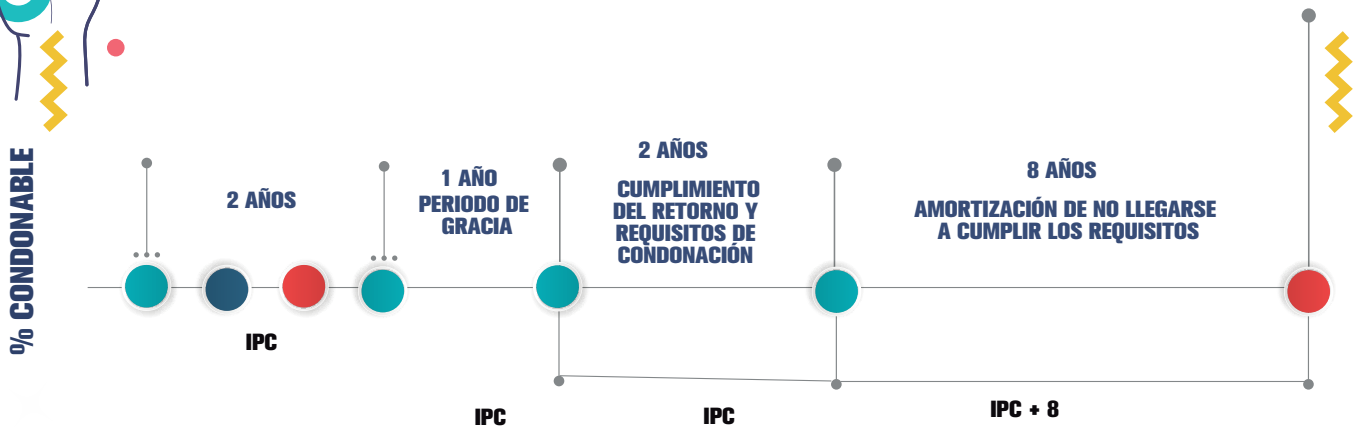 % CONDONABLE
2 AÑOS
1 AÑO
PERIODO DE
GRACIA
2 AÑOS
CUMPLIMIENTO
DEL RETORNO Y
REQUISITOS DE
CONDONACIÓN
8 AÑOS
AMORTIZACIÓN DE NO LLEGARSE
A CUMPLIR LOS REQUISITOS
IPC
IPC
IPC
IPC + 8